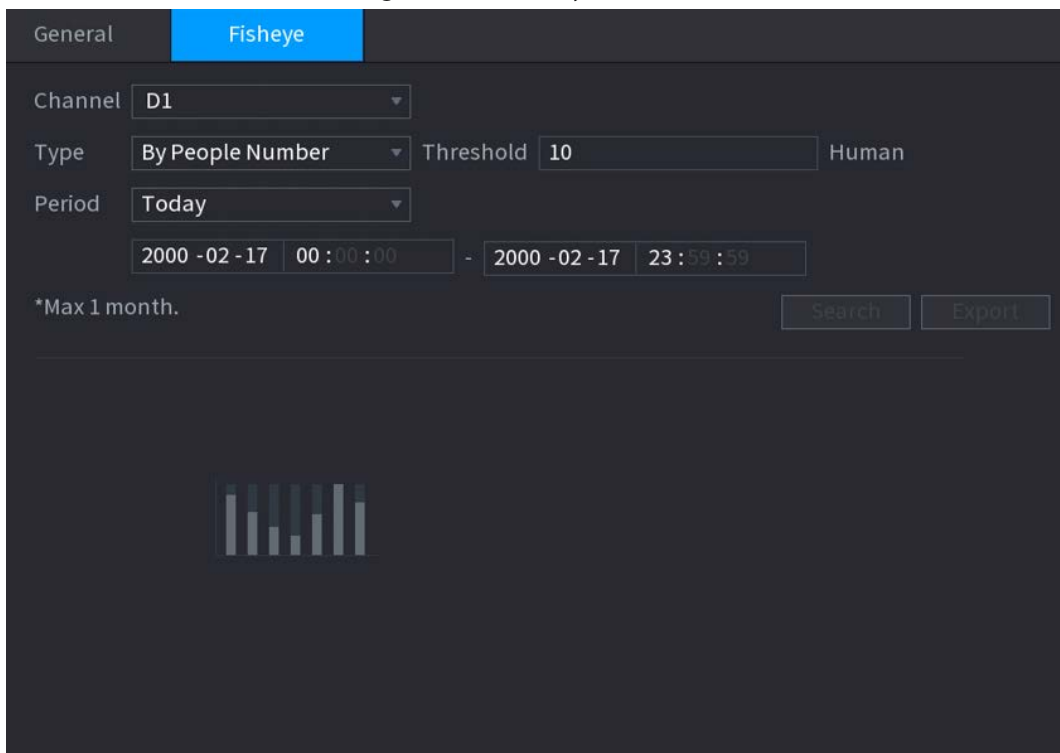 General Fisheye
Channel D1
Type By People Number Threshold 10 Human
Period Today
2000 -02 -17 00 :00 :00 - 2000 -02 -17 23 :59 :59
*Max 1 month.
Search Export